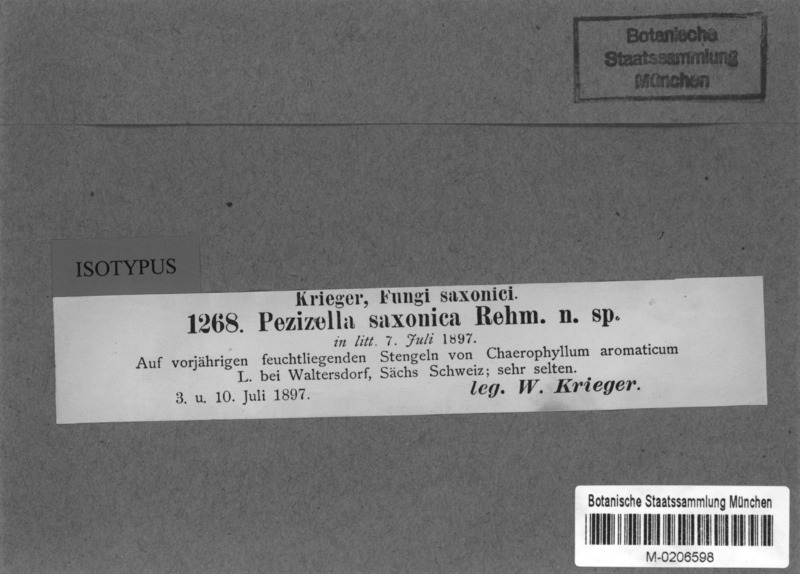 Botanische
Staatssammlung
München
ISOTYPUS
Krieger, Fungi saxonici.
1268. Pezizella saxonica Rehm. n. sp.
in litt. 7. Juli 1897.
Auf vorjährigen feuchtliegenden Stengeln von Chaerophyllum aromaticum
L. bei Waltersdorf, Sächs Schweiz; sehr selten.
3. u. 10. Juli 1897. leg. W. Krieger.
Botanische Staatssammlung München
M-0206598